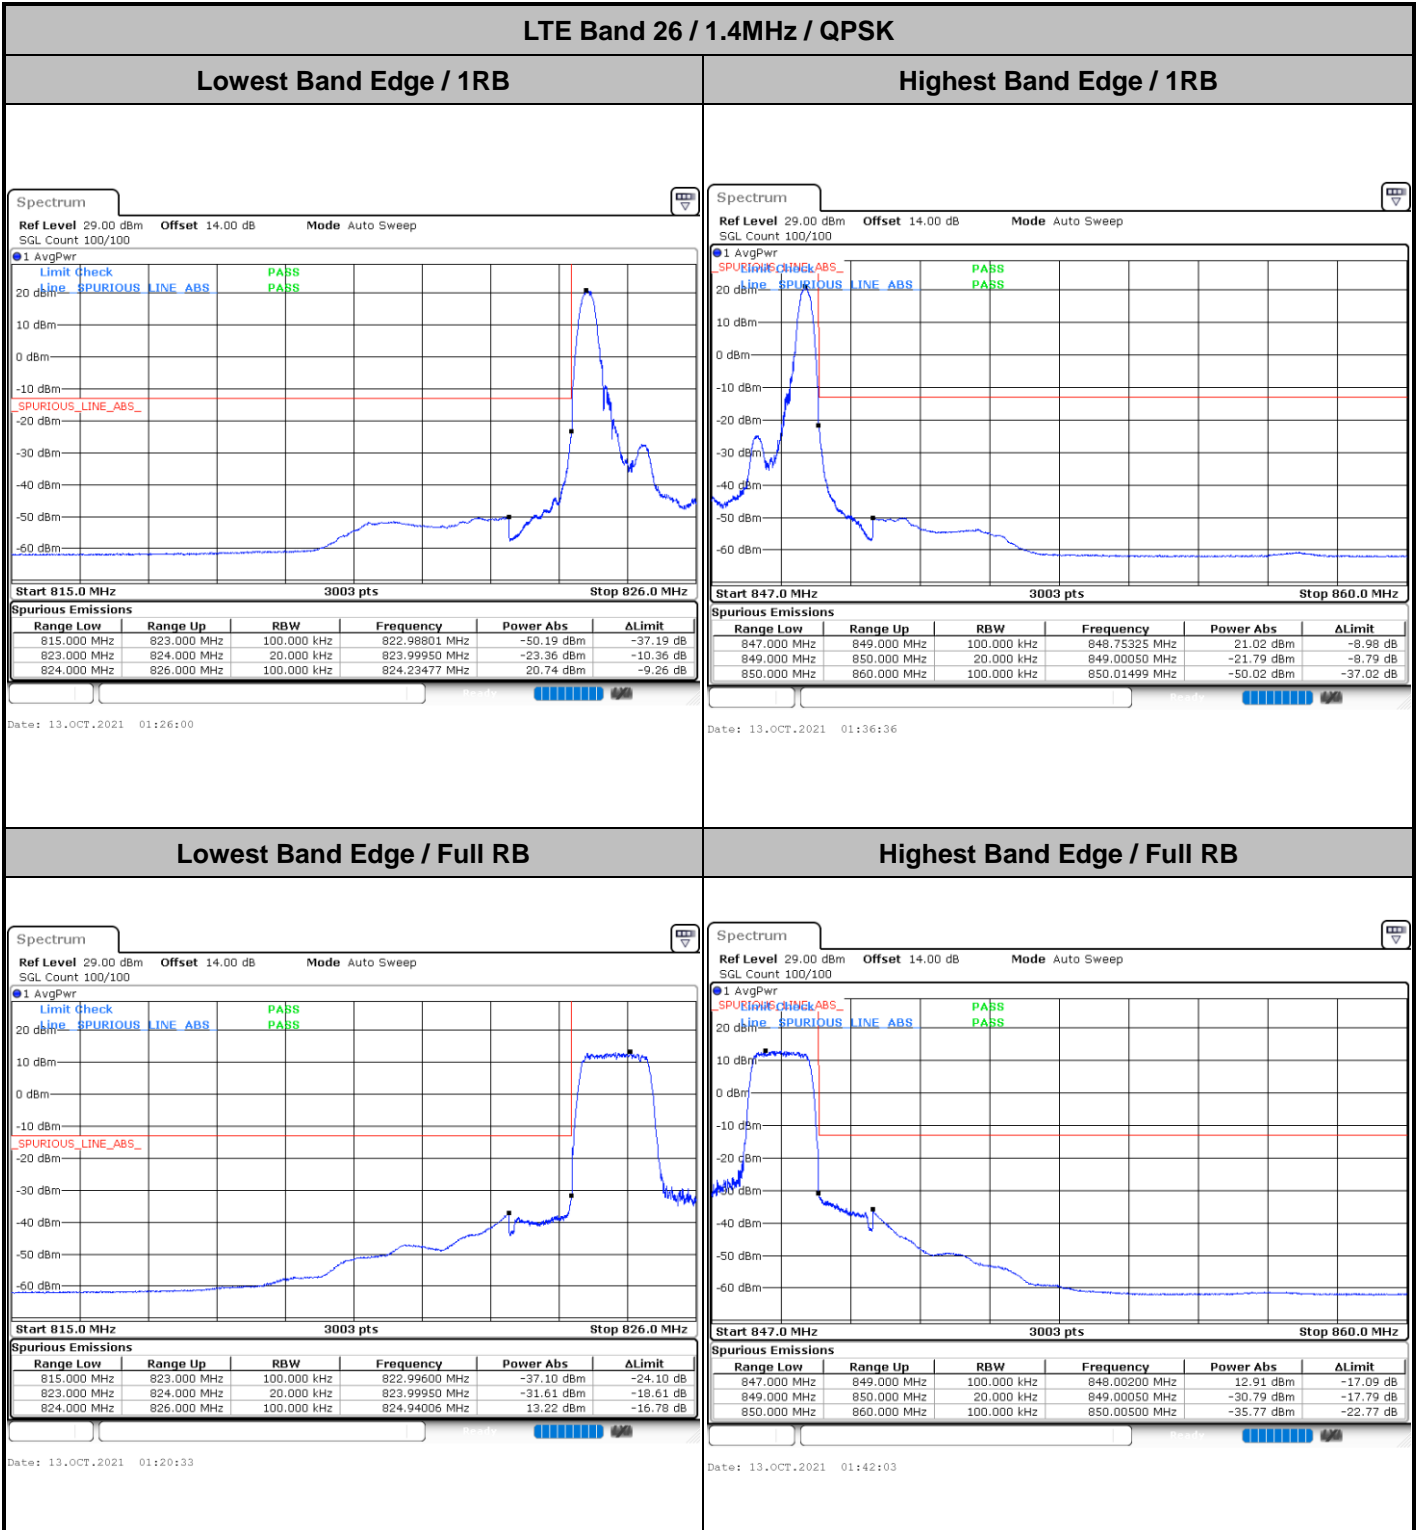 LTE Band 26 / 1.4MHz / QPSK
Lowest Band Edge / 1RB
Highest Band Edge / 1RB
Spectrum
Ref Level 29.00 dBm Offset 14.00 dB Mode Auto Sweep
SGL Count 100/100
1 AvgPwr
Limit Check PASS
Line _SPURIOUS_LINE_ABS_ PASS
20 dBm
10 dBm
0 dBm
-10 dBm
_SPURIOUS_LINE_ABS_
-20 dBm
-30 dBm
-40 dBm
-50 dBm
-60 dBm
Start 815.0 MHz 3003 pts Stop 826.0 MHz
Spurious Emissions
Range Low Range Up RBW Frequency Power Abs ΔLimit
815.000 MHz 823.000 MHz 100.000 kHz 822.98801 MHz -50.19 dBm -37.19 dB
823.000 MHz 824.000 MHz 20.000 kHz 823.99950 MHz -23.36 dBm -10.36 dB
824.000 MHz 826.000 MHz 100.000 kHz 824.23477 MHz 20.74 dBm -9.26 dB
Ready
Date: 13.OCT.2021 01:26:00
Spectrum
Ref Level 29.00 dBm Offset 14.00 dB Mode Auto Sweep
SGL Count 100/100
1 AvgPwr
_SPURIOUS_LINE_ABS_
Limit Check PASS
Line _SPURIOUS_LINE_ABS_ PASS
20 dBm
10 dBm
0 dBm
-10 dBm
-20 dBm
-30 dBm
-40 dBm
-50 dBm
-60 dBm
Start 847.0 MHz 3003 pts Stop 860.0 MHz
Spurious Emissions
Range Low Range Up RBW Frequency Power Abs ΔLimit
847.000 MHz 849.000 MHz 100.000 kHz 848.75325 MHz 21.02 dBm -8.98 dB
849.000 MHz 850.000 MHz 20.000 kHz 849.00050 MHz -21.79 dBm -8.79 dB
850.000 MHz 860.000 MHz 100.000 kHz 850.01499 MHz -50.02 dBm -37.02 dB
Ready
Date: 13.OCT.2021 01:36:36
Lowest Band Edge / Full RB
Highest Band Edge / Full RB
Spectrum
Ref Level 29.00 dBm Offset 14.00 dB Mode Auto Sweep
SGL Count 100/100
1 AvgPwr
Limit Check PASS
Line _SPURIOUS_LINE_ABS_ PASS
20 dBm
10 dBm
0 dBm
-10 dBm
_SPURIOUS_LINE_ABS_
-20 dBm
-30 dBm
-40 dBm
-50 dBm
-60 dBm
Start 815.0 MHz 3003 pts Stop 826.0 MHz
Spurious Emissions
Range Low Range Up RBW Frequency Power Abs ΔLimit
815.000 MHz 823.000 MHz 100.000 kHz 822.99600 MHz -37.10 dBm -24.10 dB
823.000 MHz 824.000 MHz 20.000 kHz 823.99950 MHz -31.61 dBm -18.61 dB
824.000 MHz 826.000 MHz 100.000 kHz 824.94006 MHz 13.22 dBm -16.78 dB
Ready
Date: 13.OCT.2021 01:20:33
Spectrum
Ref Level 29.00 dBm Offset 14.00 dB Mode Auto Sweep
SGL Count 100/100
1 AvgPwr
_SPURIOUS_LINE_ABS_
Limit Check PASS
Line _SPURIOUS_LINE_ABS_ PASS
20 dBm
10 dBm
0 dBm
-10 dBm
-20 dBm
-30 dBm
-40 dBm
-50 dBm
-60 dBm
Start 847.0 MHz 3003 pts Stop 860.0 MHz
Spurious Emissions
Range Low Range Up RBW Frequency Power Abs ΔLimit
847.000 MHz 849.000 MHz 100.000 kHz 848.00200 MHz 12.91 dBm -17.09 dB
849.000 MHz 850.000 MHz 20.000 kHz 849.00050 MHz -30.79 dBm -17.79 dB
850.000 MHz 860.000 MHz 100.000 kHz 850.00500 MHz -35.77 dBm -22.77 dB
Ready
Date: 13.OCT.2021 01:42:03